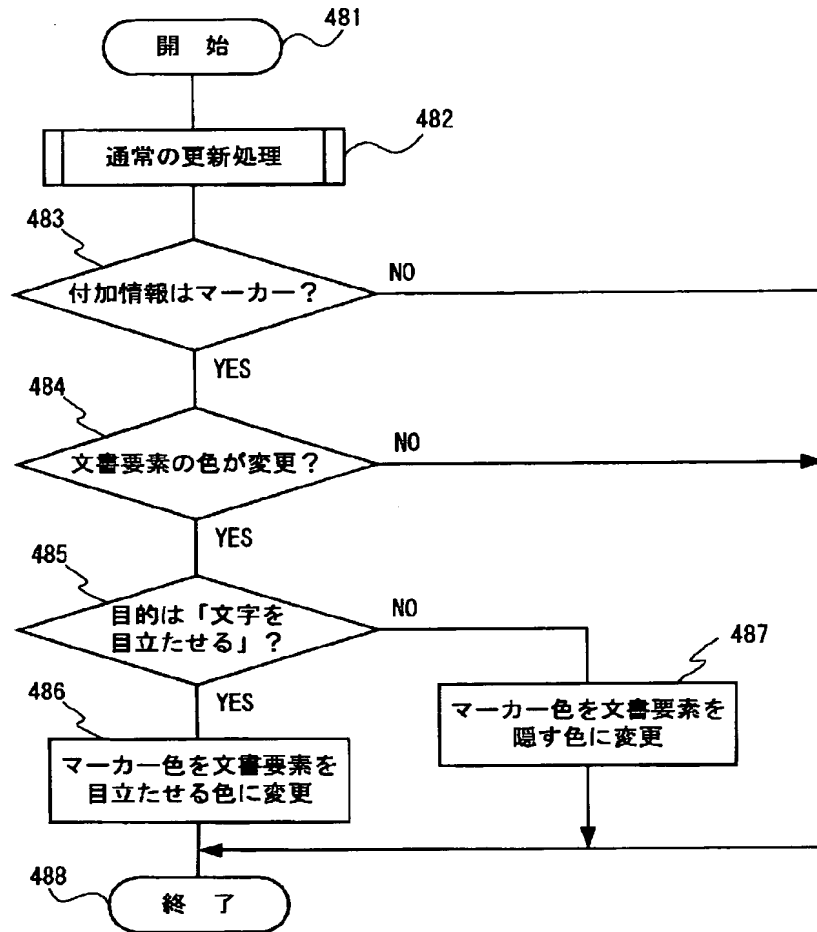 481
開 始
482
通常の更新処理
483
付加情報はマーカー？
NO
YES
484
文書要素の色が変更？
NO
YES
485
目的は「文字を
目立たせる」？
NO
YES
486
マーカー色を文書要素を
目立たせる色に変更
487
マーカー色を文書要素を
隠す色に変更
488
終 了